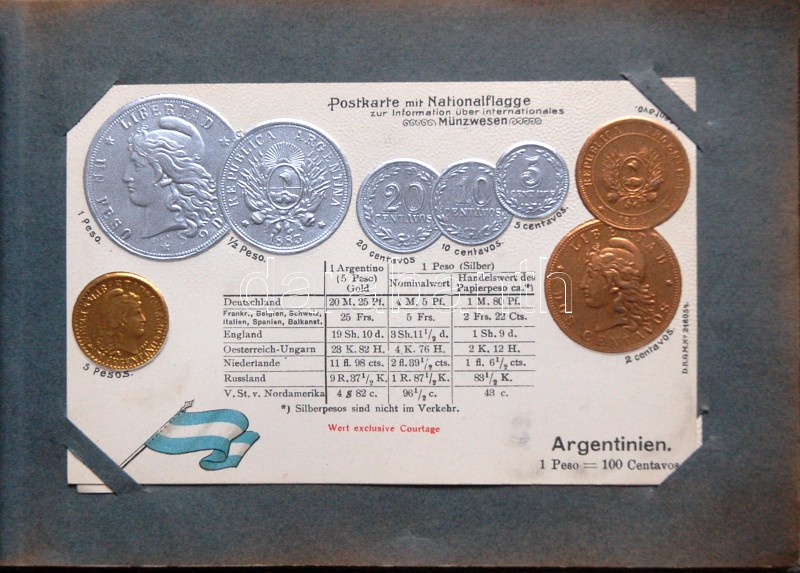 Postkarte mit Nationalflagge
zur Information über internationales
Münzwesen
LIBERTAD
1 Peso.
REPUBLICA ARGENTINA
1883
½ Peso.
20
CENTAVOS
20 centavos.
10
CENTAVOS
10 centavos.
5
CENTAVOS
5 centavos.
REPUBLICA ARGENTINA
LIBERTAD
CENTAVOS
2 centavos.
5 Pesos.
1 Argentino (5 Peso) Gold
1 Peso (Silber)
Nominalwert
Handelswert des Papierpeso ca.*)
Deutschland 20 M. 25 Pf. 4 M. 5 Pf. 1 M. 80 Pf.
Frankr., Belgien, Schweiz,
Italien, Spanien, Balkanst. 25 Frs. 5 Frs. 2 Frs. 22 Cts.
England 19 Sh. 10 d. 3 Sh. 11½ d. 1 Sh. 9 d.
Oesterreich-Ungarn 23 K. 82 H. 4 K. 76 H. 2 K. 12 H.
Niederlande 11 fl. 98 cts. 2 fl. 39½ cts. 1 fl. 6½ cts.
Russland 9 R. 37½ K. 1 R. 87½ K. 83½ K.
V. St. v. Nordamerika 4 $ 82 c. 96½ c. 43 c.
*) Silberpesos sind nicht im Verkehr.
Wert exclusive Courtage
Argentinien.
1 Peso = 100 Centavos
D.R.G.M. Nr. 216054.